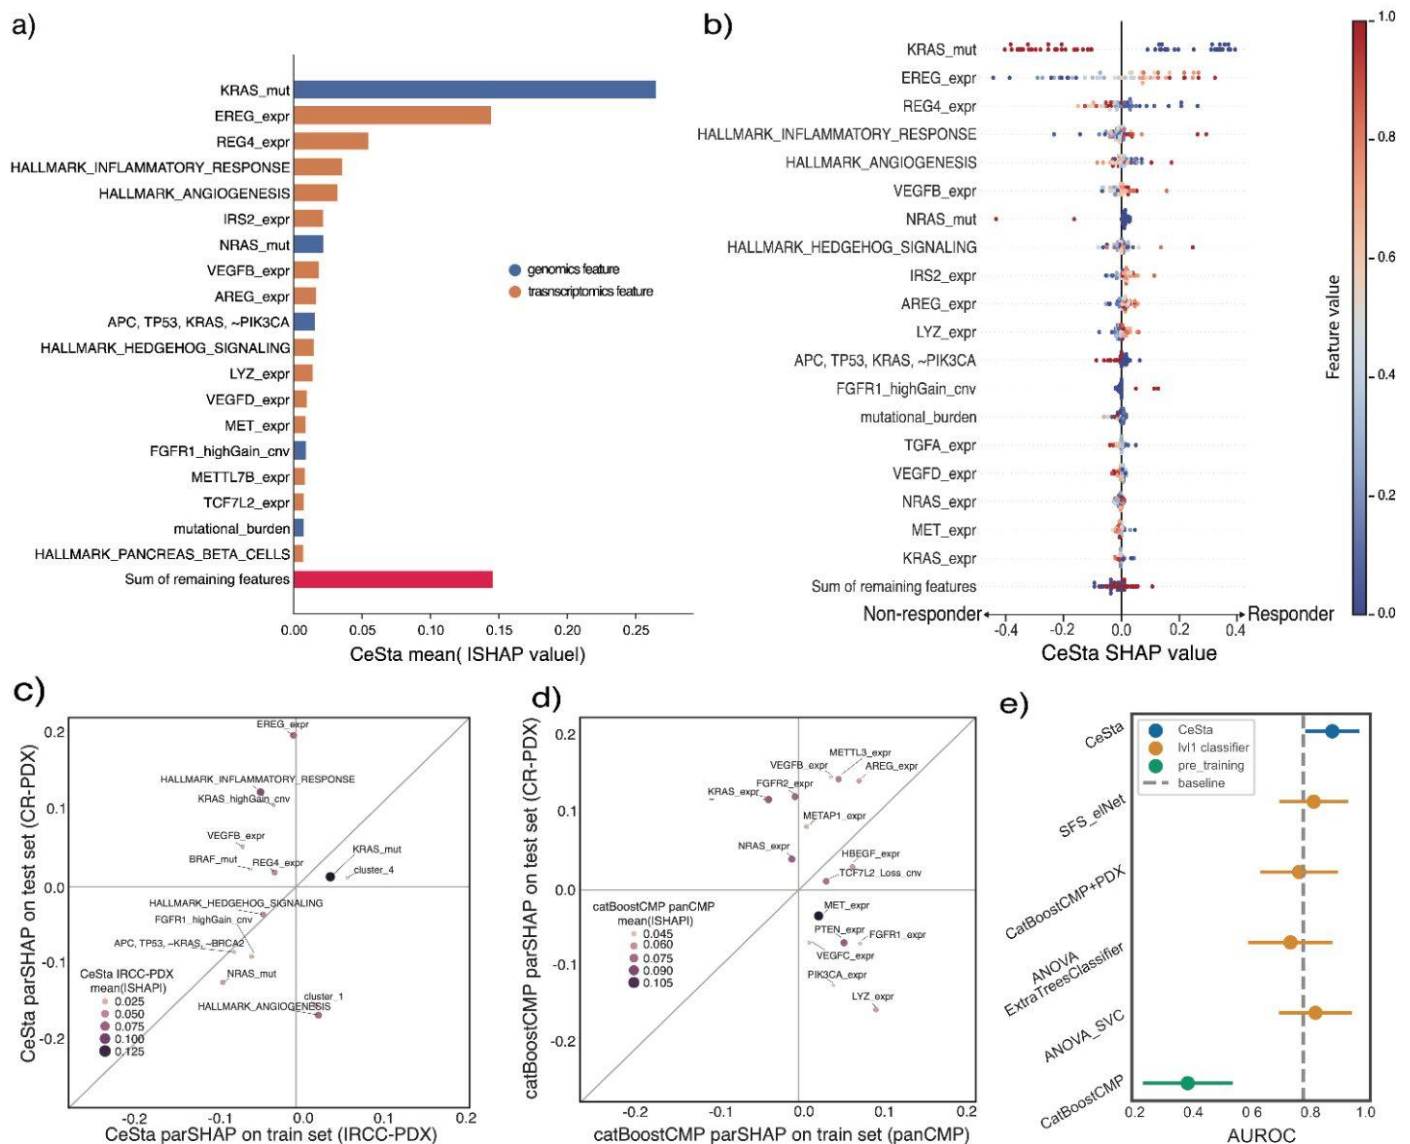 a)
KRAS_mut
EREG_expr
REG4_expr
HALLMARK_INFLAMMATORY_RESPONSE
HALLMARK_ANGIOGENESIS
IRS2_expr
NRAS_mut
VEGFB_expr
AREG_expr
APC, TP53, KRAS, ~PIK3CA
HALLMARK_HEDGEHOG_SIGNALING
LYZ_expr
VEGFD_expr
MET_expr
FGFR1_highGain_cnv
METTL7B_expr
TCF7L2_expr
mutational_burden
HALLMARK_PANCREAS_BETA_CELLS
Sum of remaining features
genomics feature
trasnscriptomics feature
0.00 0.05 0.10 0.15 0.20 0.25
CeSta mean( ISHAP valueI)
b)
KRAS_mut
EREG_expr
REG4_expr
HALLMARK_INFLAMMATORY_RESPONSE
HALLMARK_ANGIOGENESIS
VEGFB_expr
NRAS_mut
HALLMARK_HEDGEHOG_SIGNALING
IRS2_expr
AREG_expr
LYZ_expr
APC, TP53, KRAS, ~PIK3CA
FGFR1_highGain_cnv
mutational_burden
TGFA_expr
VEGFD_expr
NRAS_expr
MET_expr
KRAS_expr
Sum of remaining features
Non-responder
Responder
-0.4 -0.2 0.0 0.2 0.4
CeSta SHAP value
1.0
0.8
0.6
0.4
0.2
0.0
Feature value
c)
0.2
0.1
0.0
-0.1
-0.2
CeSta parSHAP on test set (CR-PDX)
EREG_expr
HALLMARK_INFLAMMATORY_RESPONSE
KRAS_highGain_cnv
VEGFB_expr
BRAF_mut
REG4_expr
KRAS_mut
cluster_4
HALLMARK_HEDGEHOG_SIGNALING
FGFR1_highGain_cnv
APC, TP53, ~KRAS, ~BRCA2
NRAS_mut
cluster_1
HALLMARK_ANGIOGENESIS
CeSta IRCC-PDX
mean(ISHAPI)
0.025
0.050
0.075
0.100
0.125
-0.2 -0.1 0.0 0.1 0.2
CeSta parSHAP on train set (IRCC-PDX)
d)
0.2
0.1
0.0
-0.1
-0.2
catBoostCMP parSHAP on test set (CR-PDX)
METTL3_expr
VEGFB_expr
AREG_expr
FGFR2_expr
KRAS_expr
METAP1_expr
NRAS_expr
HBEGF_expr
TCF7L2_Loss_cnv
MET_expr
PTEN_expr
FGFR1_expr
VEGFC_expr
PIK3CA_expr
LYZ_expr
catBoostCMP panCMP
mean(ISHAPI)
0.045
0.060
0.075
0.090
0.105
-0.2 -0.1 0.0 0.1 0.2
catBoostCMP parSHAP on train set (panCMP)
e)
CeSta
SFS_elNet
CatBoostCMP+PDX
ANOVA
ExtraTreesClassifier
ANOVA_SVC
CatBoostCMP
CeSta
lvl1 classifier
pre_training
baseline
0.2 0.4 0.6 0.8 1.0
AUROC